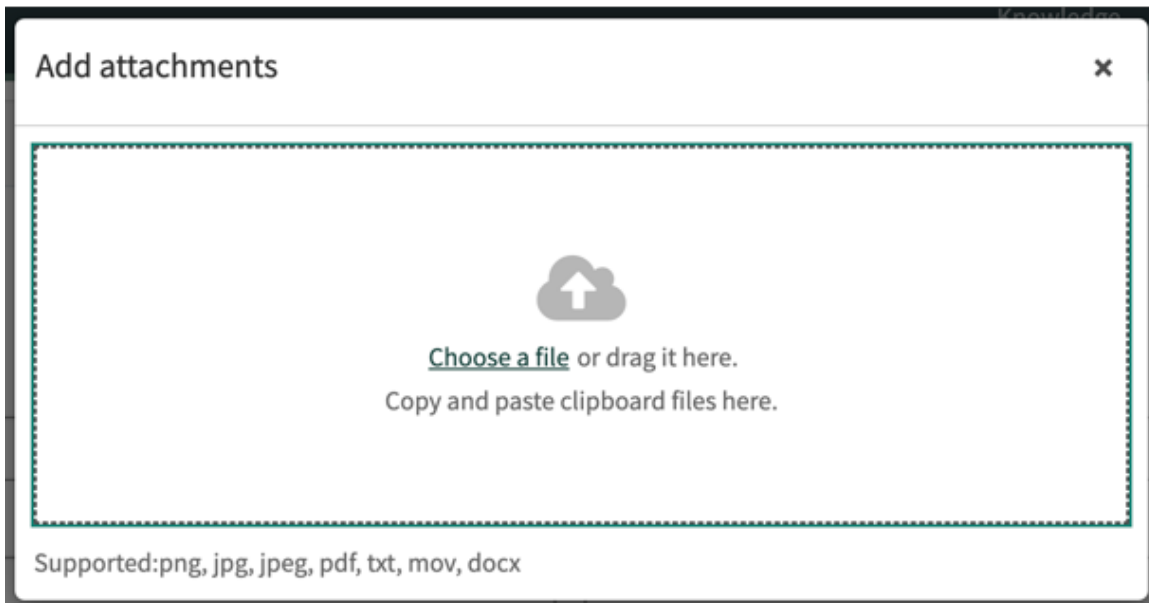 Knowledge
Add attachments
Choose a file or drag it here.
Copy and paste clipboard files here.
Supported:png, jpg, jpeg, pdf, txt, mov, docx